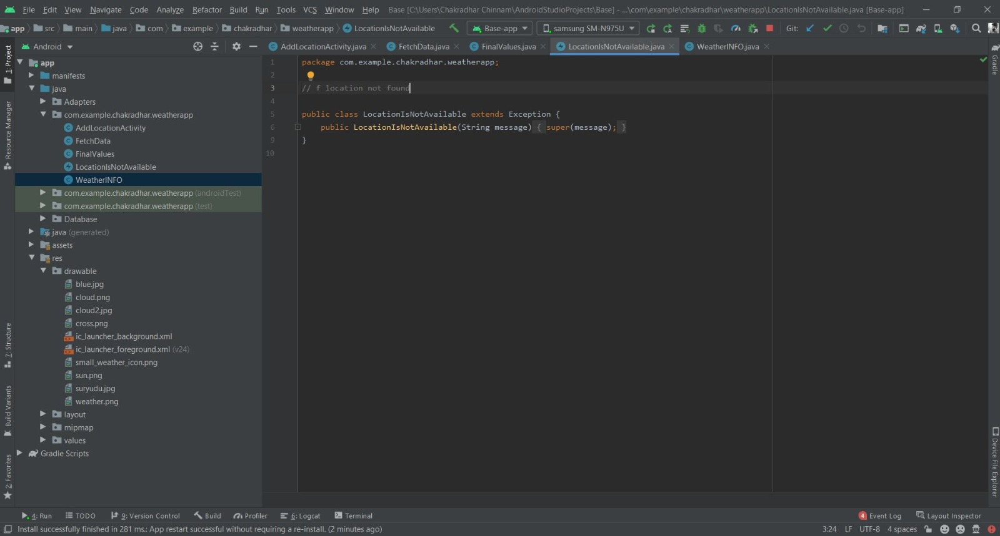 File Edit View Navigate Code Analyze Refactor Build Run Tools VCS Window Help Base [C:\Users\Chakradhar Chinnam\AndroidStudioProjects\Base] - ...\com\example\chakradhar\weatherapp\LocationIsNotAvailable.java [Base-app]
app src main java com example chakradhar weatherapp LocationIsNotAvailable Base-app samsung SM-N975U Git:
Android AddLocationActivity.java FetchData.java FinalValues.java LocationIsNotAvailable.java WeatherINFO.java
1: Project
Resource Manager
Z: Structure
Build Variants
2: Favorites
app
manifests
java
Adapters
com.example.chakradhar.weatherapp
AddLocationActivity
FetchData
FinalValues
LocationIsNotAvailable
WeatherINFO
com.example.chakradhar.weatherapp (androidTest)
com.example.chakradhar.weatherapp (test)
Database
java (generated)
assets
res
drawable
blue.jpg
cloud.png
cloud2.jpg
cross.png
ic_launcher_background.xml
ic_launcher_foreground.xml (v24)
small_weather_icon.png
sun.png
suryudu.jpg
weather.png
layout
mipmap
values
Gradle Scripts
1 package com.example.chakradhar.weatherapp;
2
3 // f location not found
4
5 public class LocationIsNotAvailable extends Exception {
6 public LocationIsNotAvailable(String message) { super(message); }
9 }
10
Gradle
Device File Explorer
4: Run TODO 9: Version Control Build Profiler 6: Logcat Terminal 4 Event Log Layout Inspector
Install successfully finished in 281 ms.: App restart successful without requiring a re-install. (2 minutes ago) 3:24 LF UTF-8 4 spaces